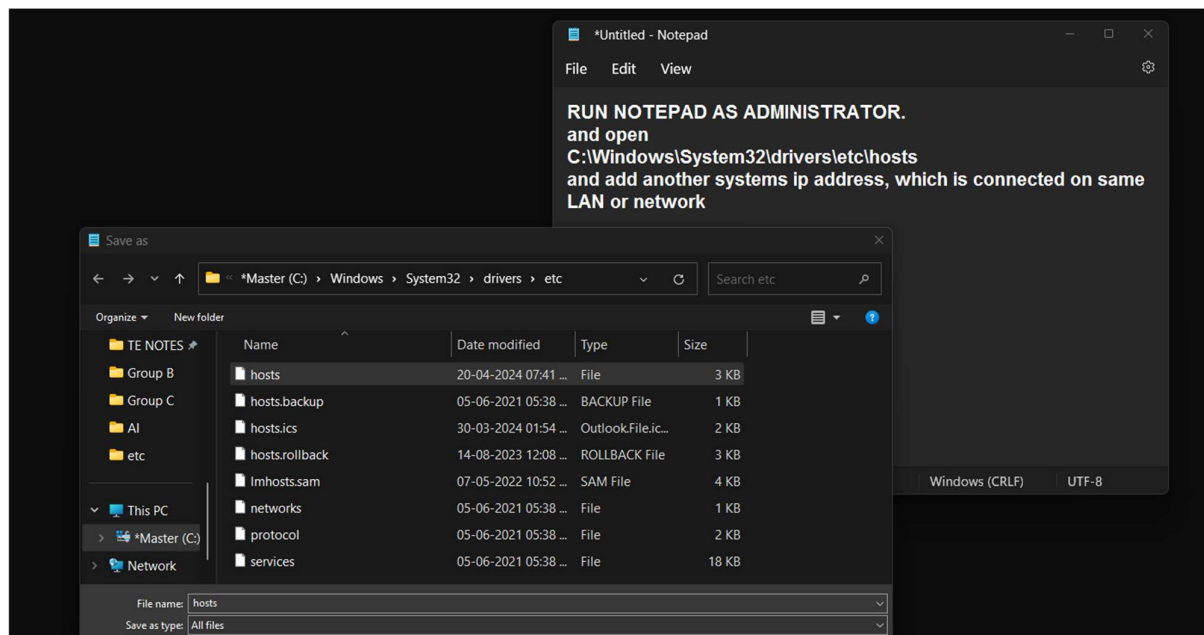 *Untitled - Notepad
File Edit View
RUN NOTEPAD AS ADMINISTRATOR.
and open
C:\Windows\System32\drivers\etc\hosts
and add another systems ip address, which is connected on same
LAN or network
Save as
*Master (C:) Windows System32 drivers etc
Search etc
Organize New folder
Name Date modified Type Size
TE NOTES
Group B
Group C
AI
etc
This PC
*Master (C:)
Network
hosts 20-04-2024 07:41 ... File 3 KB
hosts.backup 05-06-2021 05:38 ... BACKUP File 1 KB
hosts.ics 30-03-2024 01:54 ... Outlook.File.ic... 2 KB
hosts.rollback 14-08-2023 12:08 ... ROLLBACK File 3 KB
lmhosts.sam 07-05-2022 10:52 ... SAM File 4 KB
networks 05-06-2021 05:38 ... File 1 KB
protocol 05-06-2021 05:38 ... File 2 KB
services 05-06-2021 05:38 ... File 18 KB
Windows (CRLF) UTF-8
File name: hosts
Save as type: All files